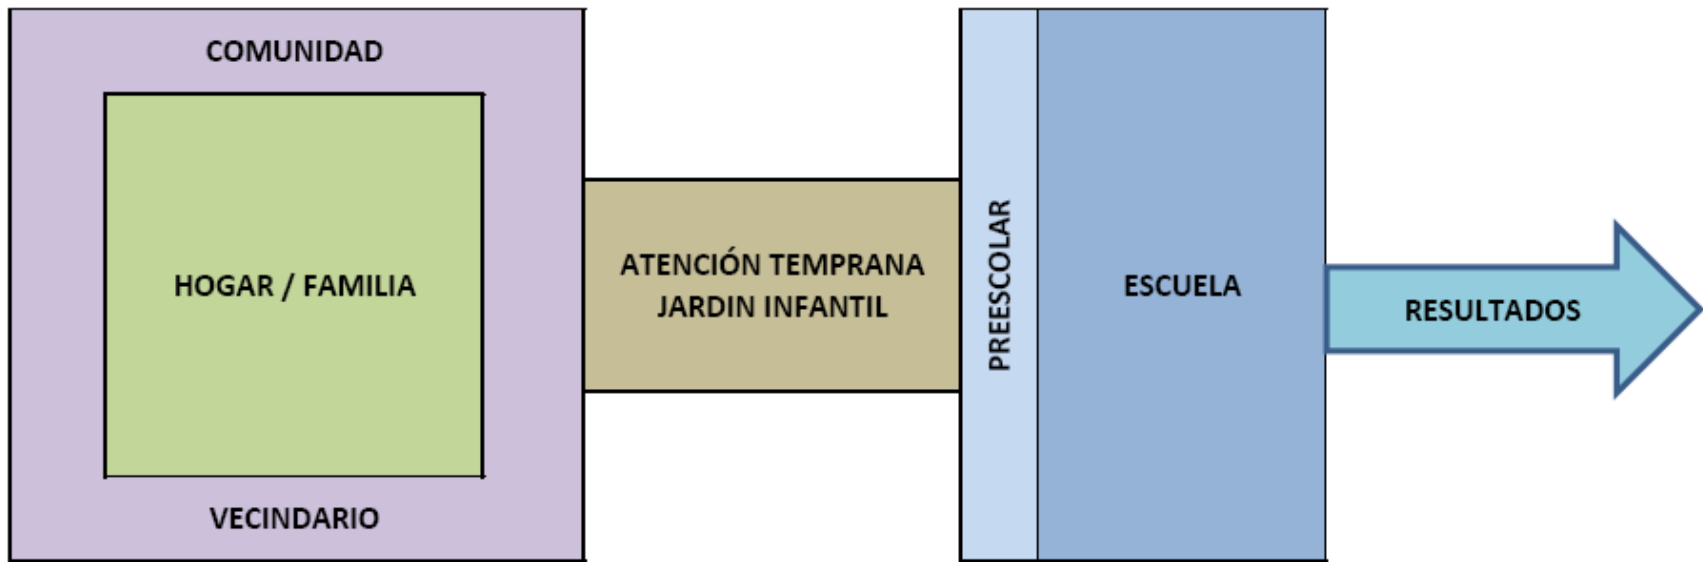 COMUNIDAD
HOGAR / FAMILIA
VECINDARIO
ATENCIÓN TEMPRANA
JARDIN INFANTIL
PREESCOLAR
ESCUELA
RESULTADOS